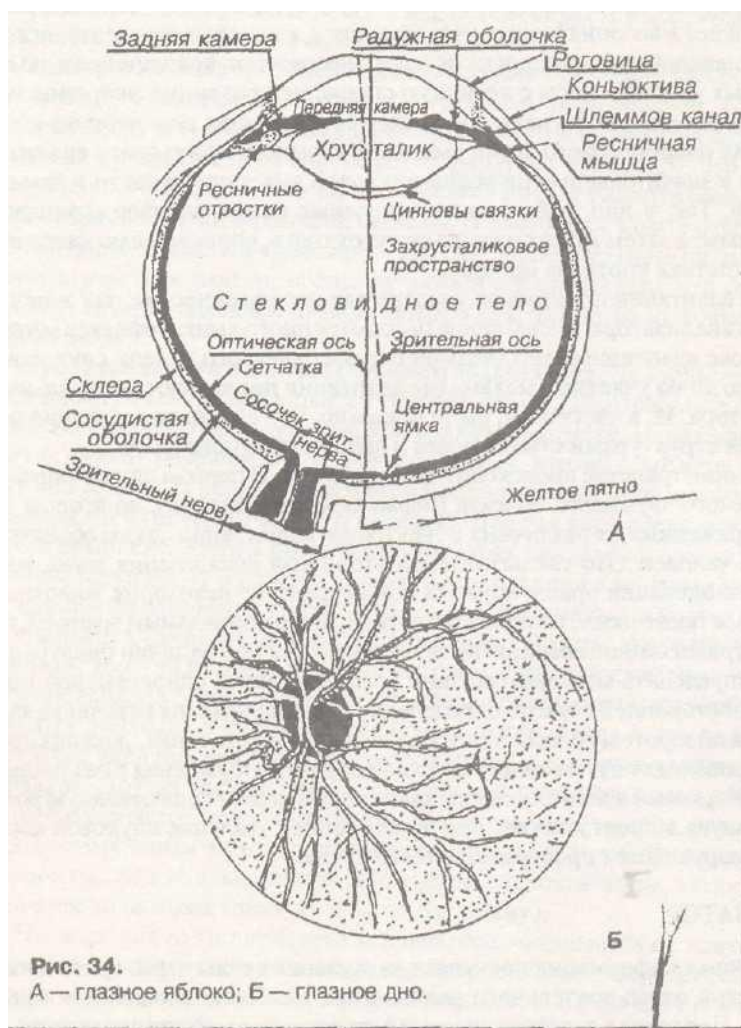 Задняя камера
Радужная оболочка
Роговица
Коньюктива
Передняя камера
Шлеммов канал
Хрусталик
Ресничная
мышца
Ресничные
отростки
Цинновы связки
Захрусталиковое
пространство
Стекловидное тело
Оптическая ось
Зрительная ось
Сетчатка
Склера
Сосочек зрит.
нерва
Центральная
ямка
Сосудистая
оболочка
Зрительный нерв
Желтое пятно
А
Б
Рис. 34.
А — глазное яблоко; Б — глазное дно.